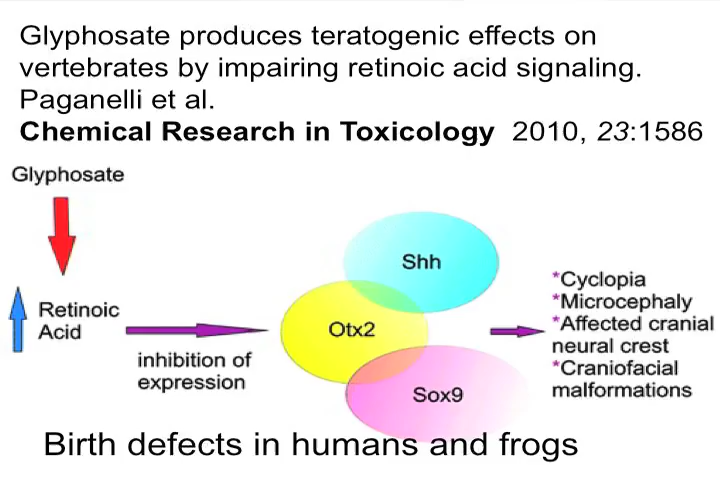 Glyphosate produces teratogenic effects on
vertebrates by impairing retinoic acid signaling.
Paganelli et al.
Chemical Research in Toxicology 2010, 23:1586
Glyphosate
Retinoic
Acid
inhibition of
expression
Shh
Otx2
Sox9
*Cyclopia
*Microcephaly
*Affected cranial
neural crest
*Craniofacial
malformations
Birth defects in humans and frogs